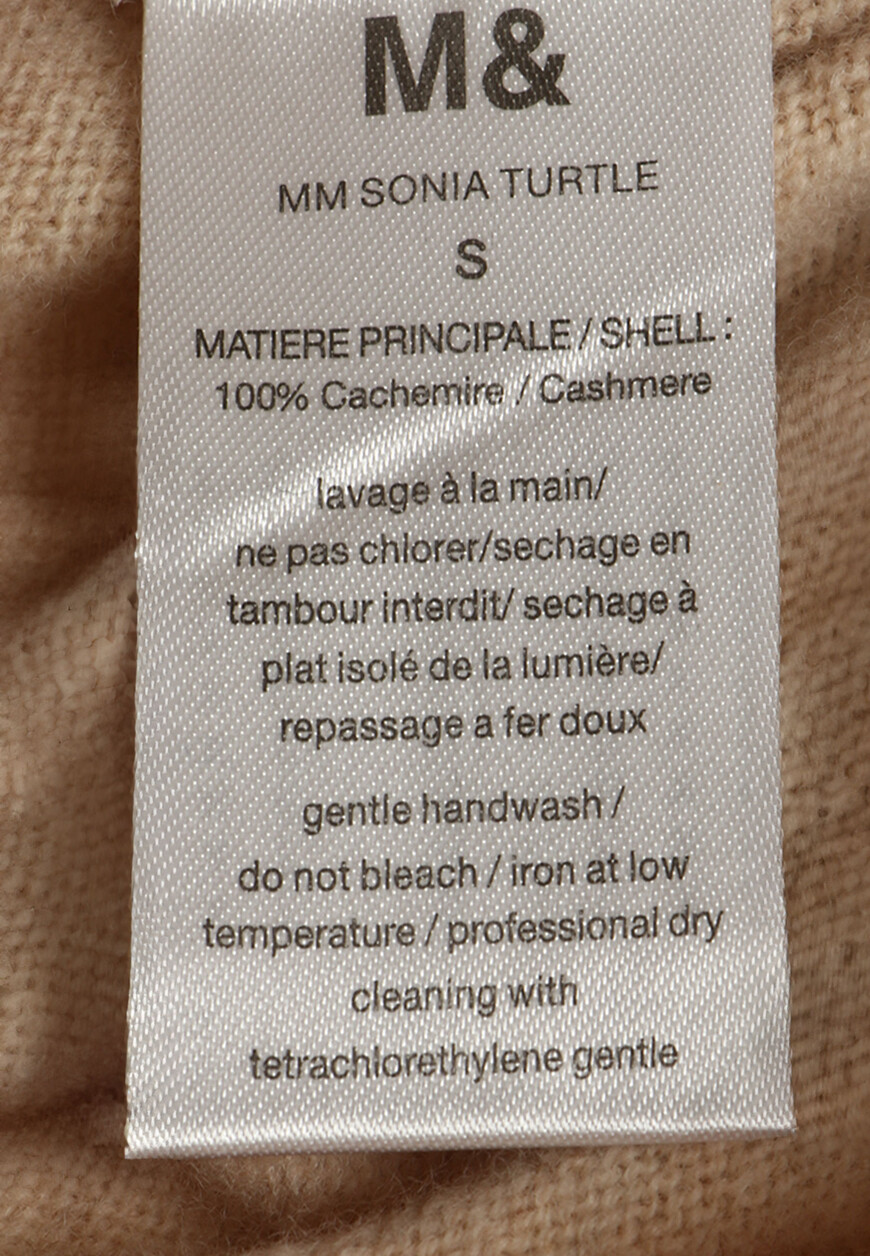 M&
MM SONIA TURTLE
S
MATIERE PRINCIPALE / SHELL :
100% Cachemire / Cashmere
lavage à la main/
ne pas chlorer/sechage en
tambour interdit/ sechage à
plat isolé de la lumière/
repassage a fer doux
gentle handwash /
do not bleach / iron at low
temperature / professional dry
cleaning with
tetrachlorethylene gentle